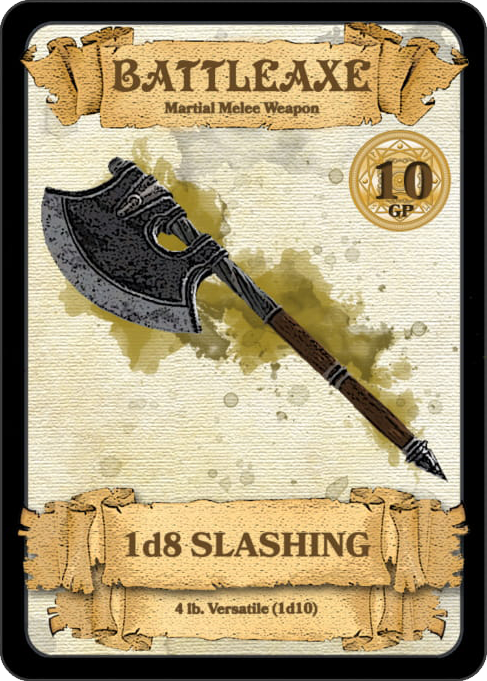 BATTLEAXE
Martial Melee Weapon
10
GP
1d8 SLASHING
4 lb. Versatile (1d10)